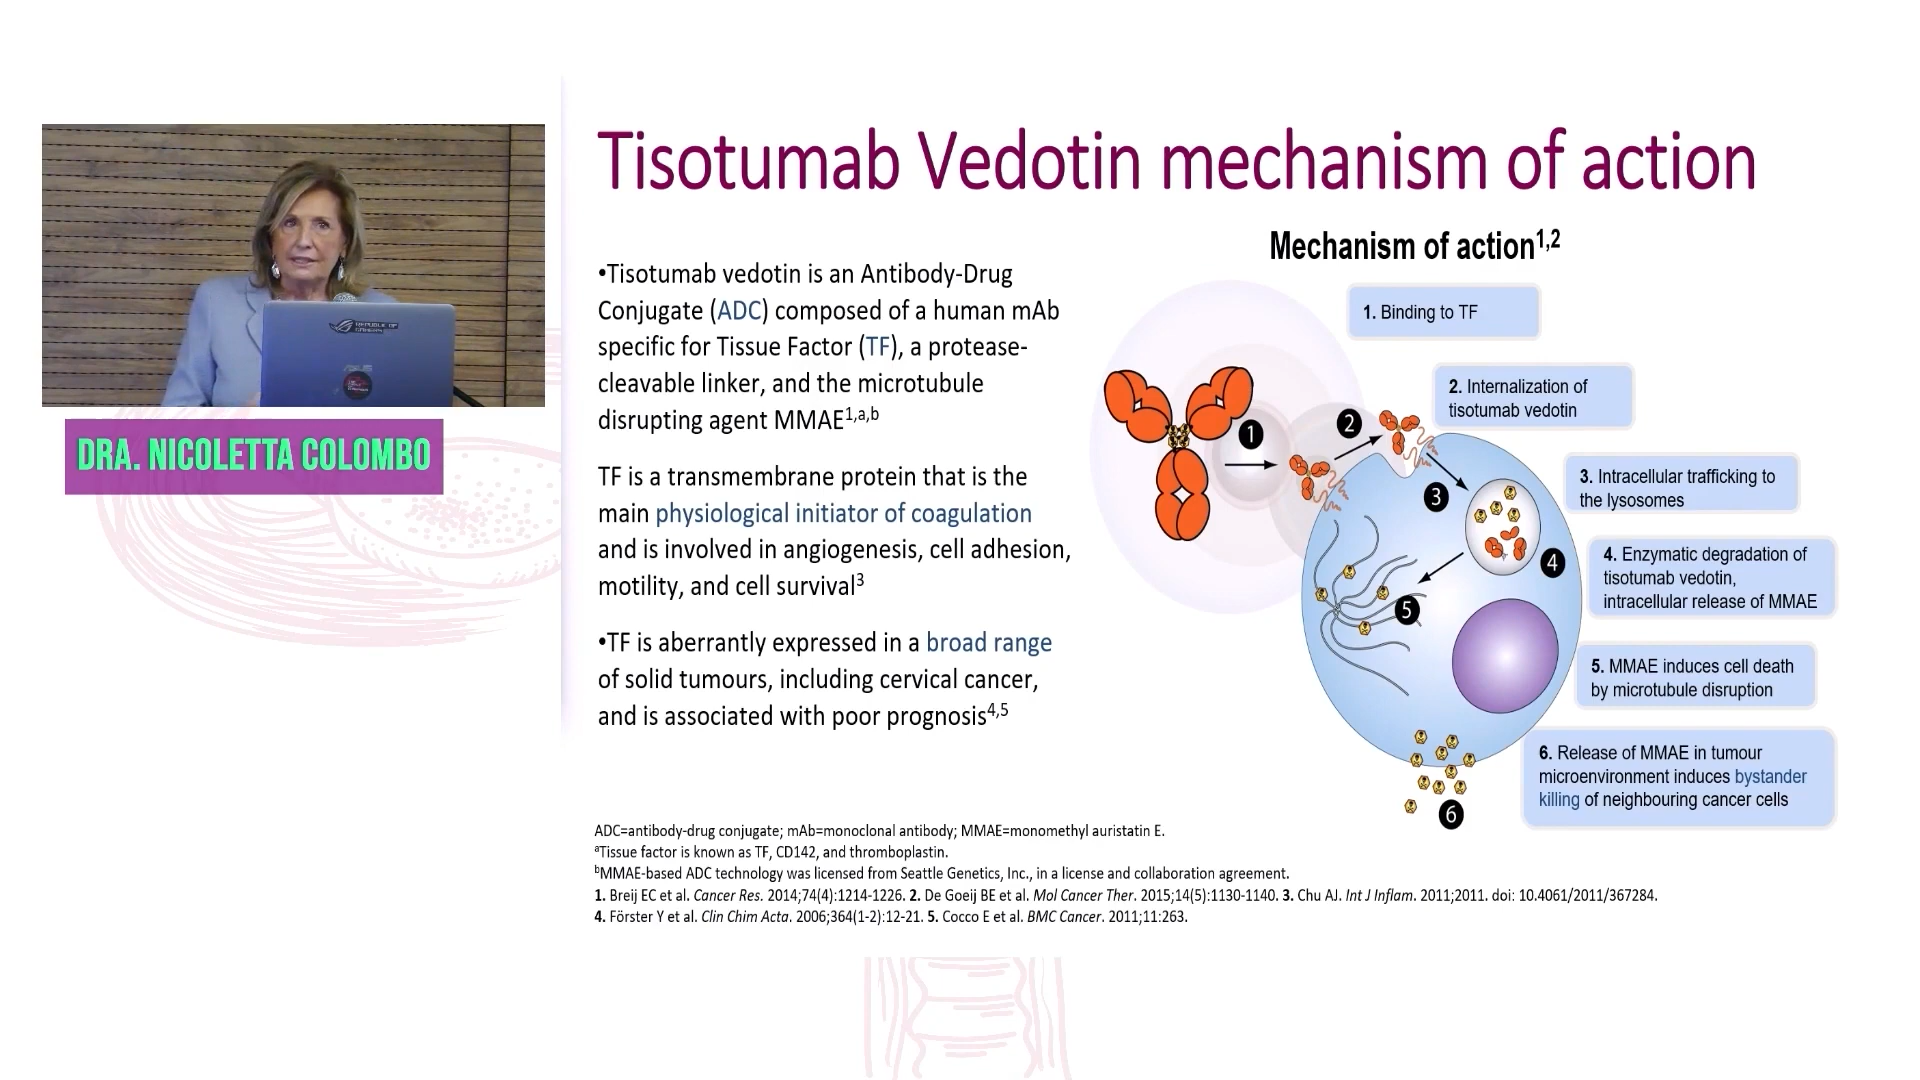 Tisotumab Vedotin mechanism of action
REPUBLIC OF
GAMERS
DRA. NICOLETTA COLOMBO
•Tisotumab vedotin is an Antibody-Drug
Conjugate (ADC) composed of a human mAb
specific for Tissue Factor (TF), a protease-
cleavable linker, and the microtubule
disrupting agent MMAE1,a,b
TF is a transmembrane protein that is the
main physiological initiator of coagulation
and is involved in angiogenesis, cell adhesion,
motility, and cell survival3
•TF is aberrantly expressed in a broad range
of solid tumours, including cervical cancer,
and is associated with poor prognosis4,5
Mechanism of action1,2
1. Binding to TF
2. Internalization of
tisotumab vedotin
3. Intracellular trafficking to
the lysosomes
4. Enzymatic degradation of
tisotumab vedotin,
intracellular release of MMAE
5. MMAE induces cell death
by microtubule disruption
6. Release of MMAE in tumour
microenvironment induces bystander
killing of neighbouring cancer cells
1
2
3
4
5
6
ADC=antibody-drug conjugate; mAb=monoclonal antibody; MMAE=monomethyl auristatin E.
aTissue factor is known as TF, CD142, and thromboplastin.
bMMAE-based ADC technology was licensed from Seattle Genetics, Inc., in a license and collaboration agreement.
1. Breij EC et al. Cancer Res. 2014;74(4):1214-1226. 2. De Goeij BE et al. Mol Cancer Ther. 2015;14(5):1130-1140. 3. Chu AJ. Int J Inflam. 2011;2011. doi: 10.4061/2011/367284.
4. Förster Y et al. Clin Chim Acta. 2006;364(1-2):12-21. 5. Cocco E et al. BMC Cancer. 2011;11:263.